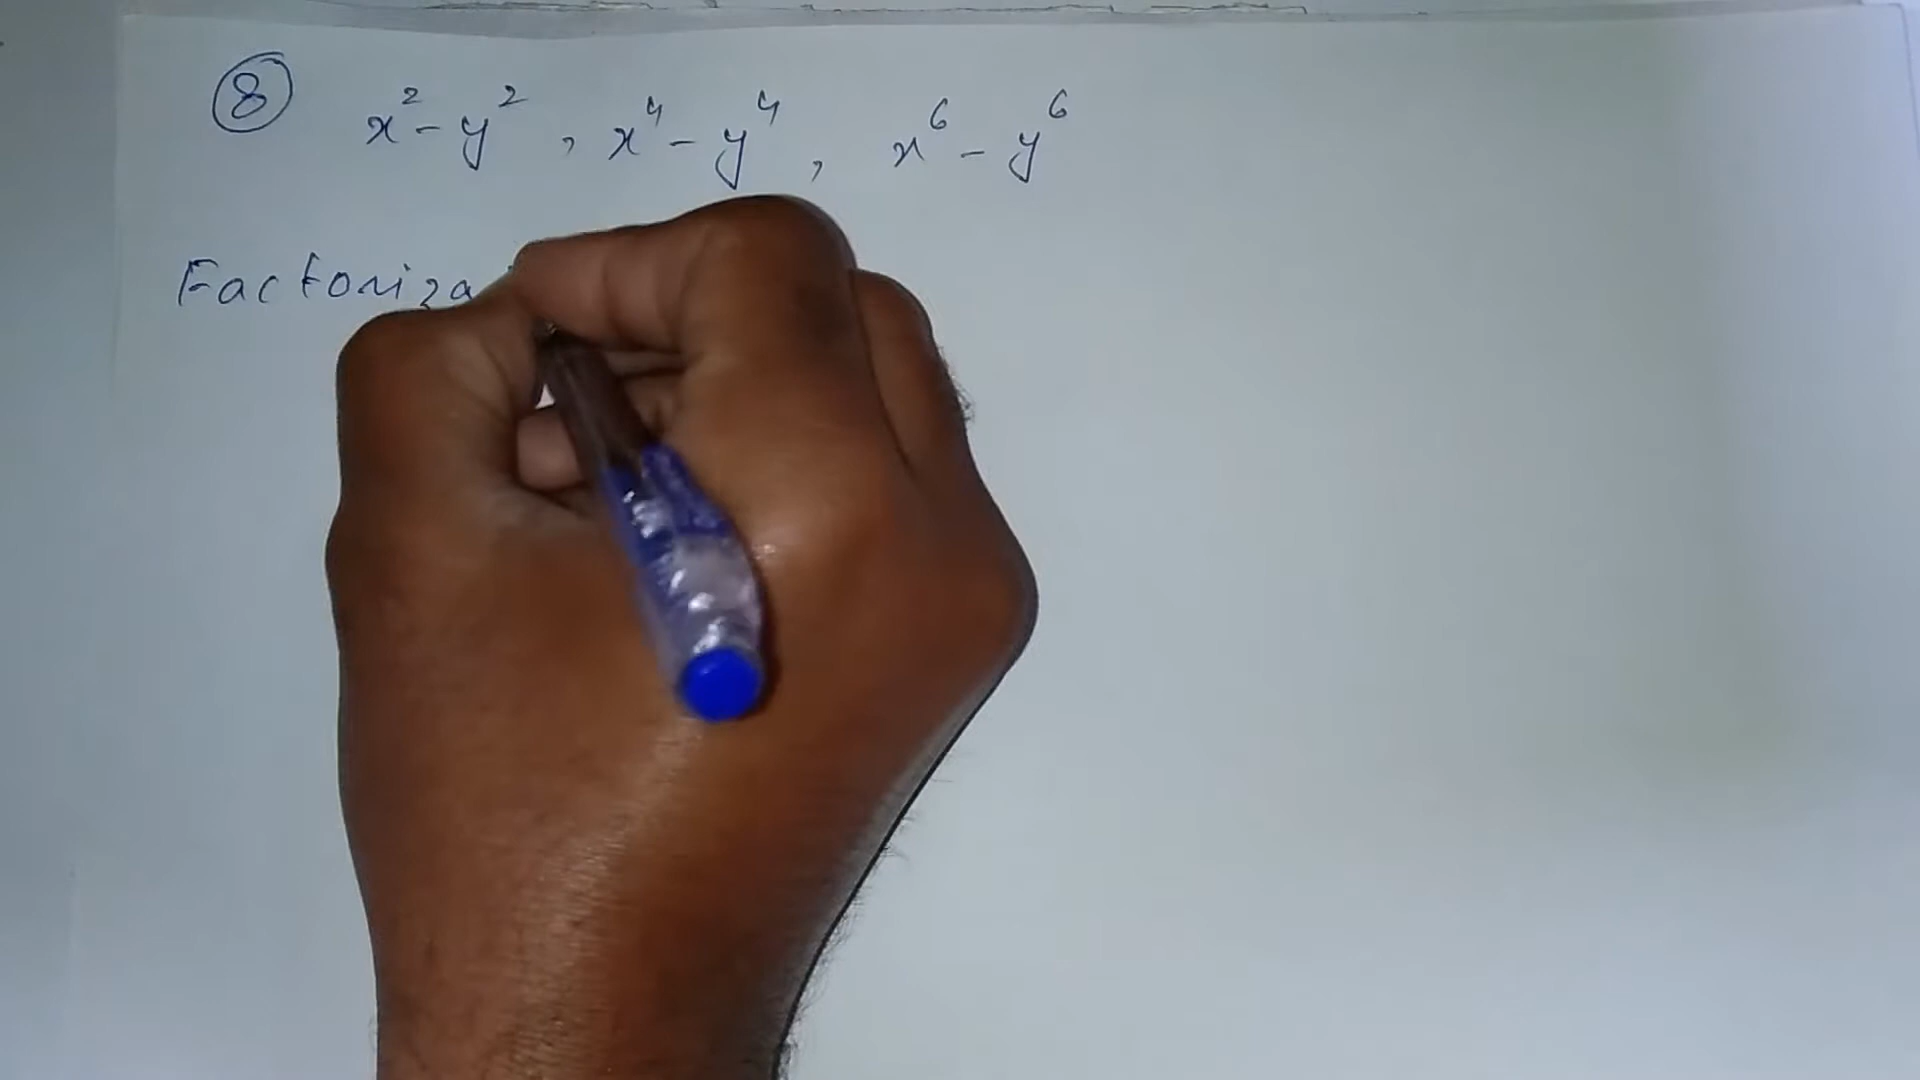 ⑧ x² - y² , x⁴ - y⁴ , x⁶ - y⁶
Factoriza